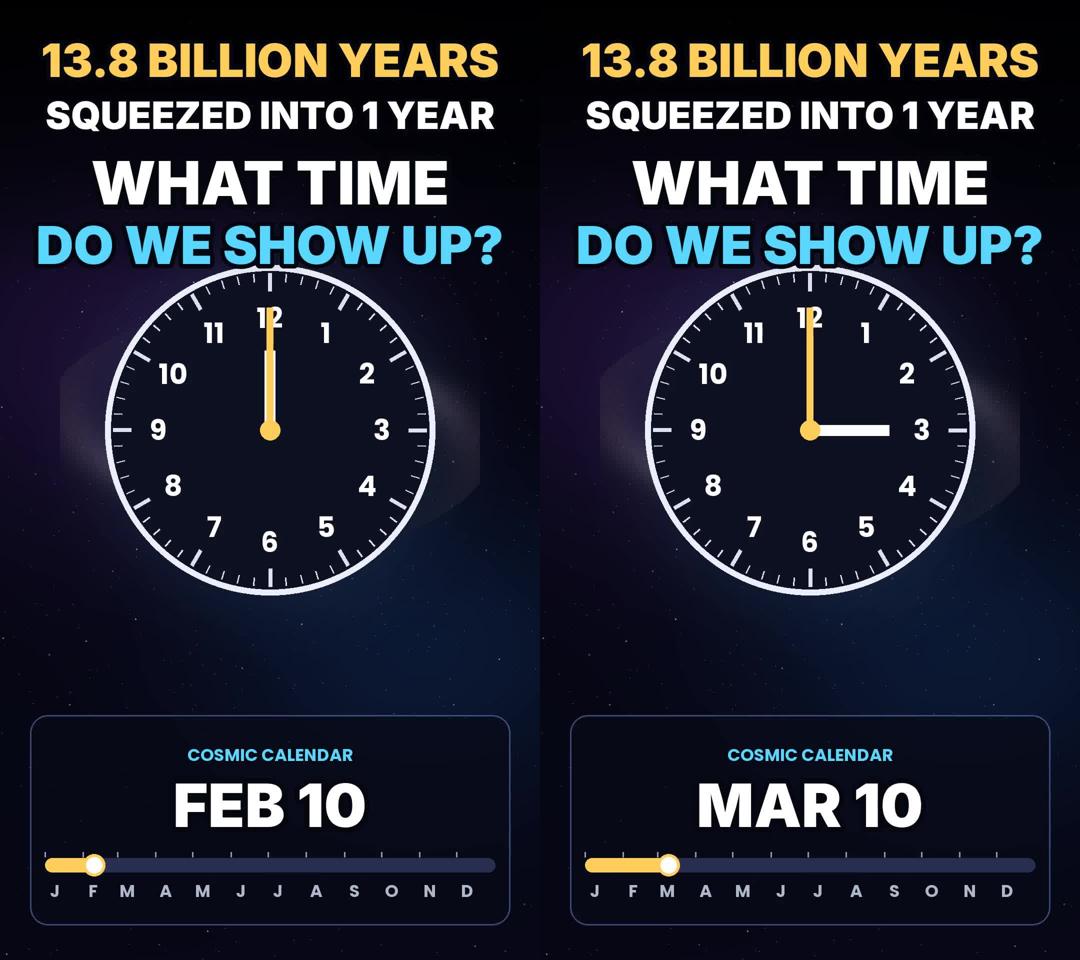 13.8 BILLION YEARS
SQUEEZED INTO 1 YEAR
WHAT TIME
DO WE SHOW UP?
12
11 1
10 2
9 3
8 4
7 5
6
COSMIC CALENDAR
FEB 10
J F M A M J J A S O N D
13.8 BILLION YEARS
SQUEEZED INTO 1 YEAR
WHAT TIME
DO WE SHOW UP?
12
11 1
10 2
9 3
8 4
7 5
6
COSMIC CALENDAR
MAR 10
J F M A M J J A S O N D